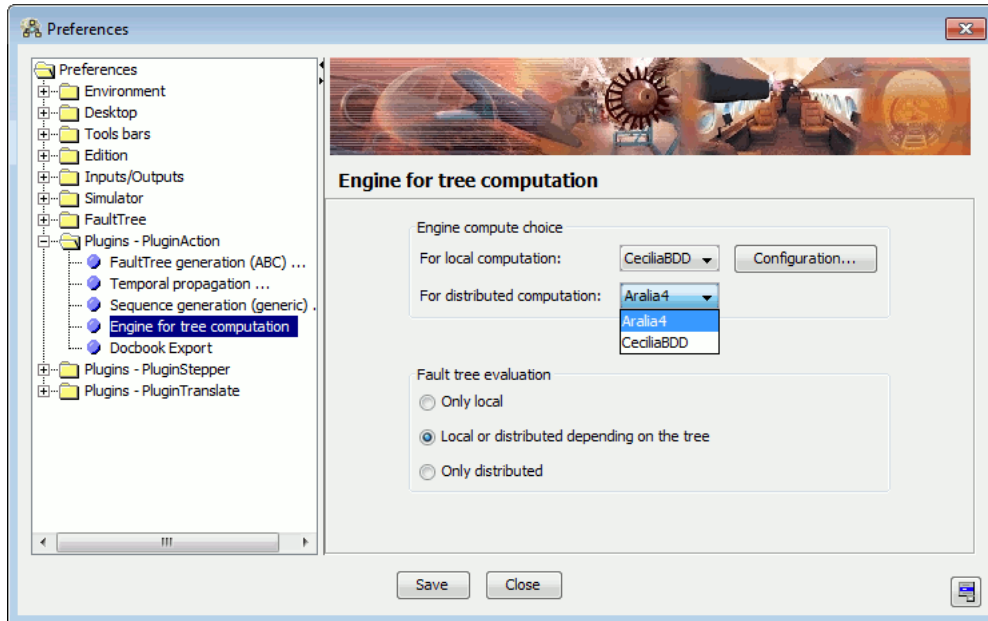 Preferences
Preferences
Environment
Desktop
Tools bars
Edition
Inputs/Outputs
Simulator
FaultTree
Plugins - PluginAction
FaultTree generation (ABC) ...
Temporal propagation ...
Sequence generation (generic) .
Engine for tree computation
Docbook Export
Plugins - PluginStepper
Plugins - PluginTranslate
Engine for tree computation
Engine compute choice
For local computation: CeciliaBDD Configuration...
For distributed computation: Aralia4
Aralia4
CeciliaBDD
Fault tree evaluation
Only local
Local or distributed depending on the tree
Only distributed
Save Close